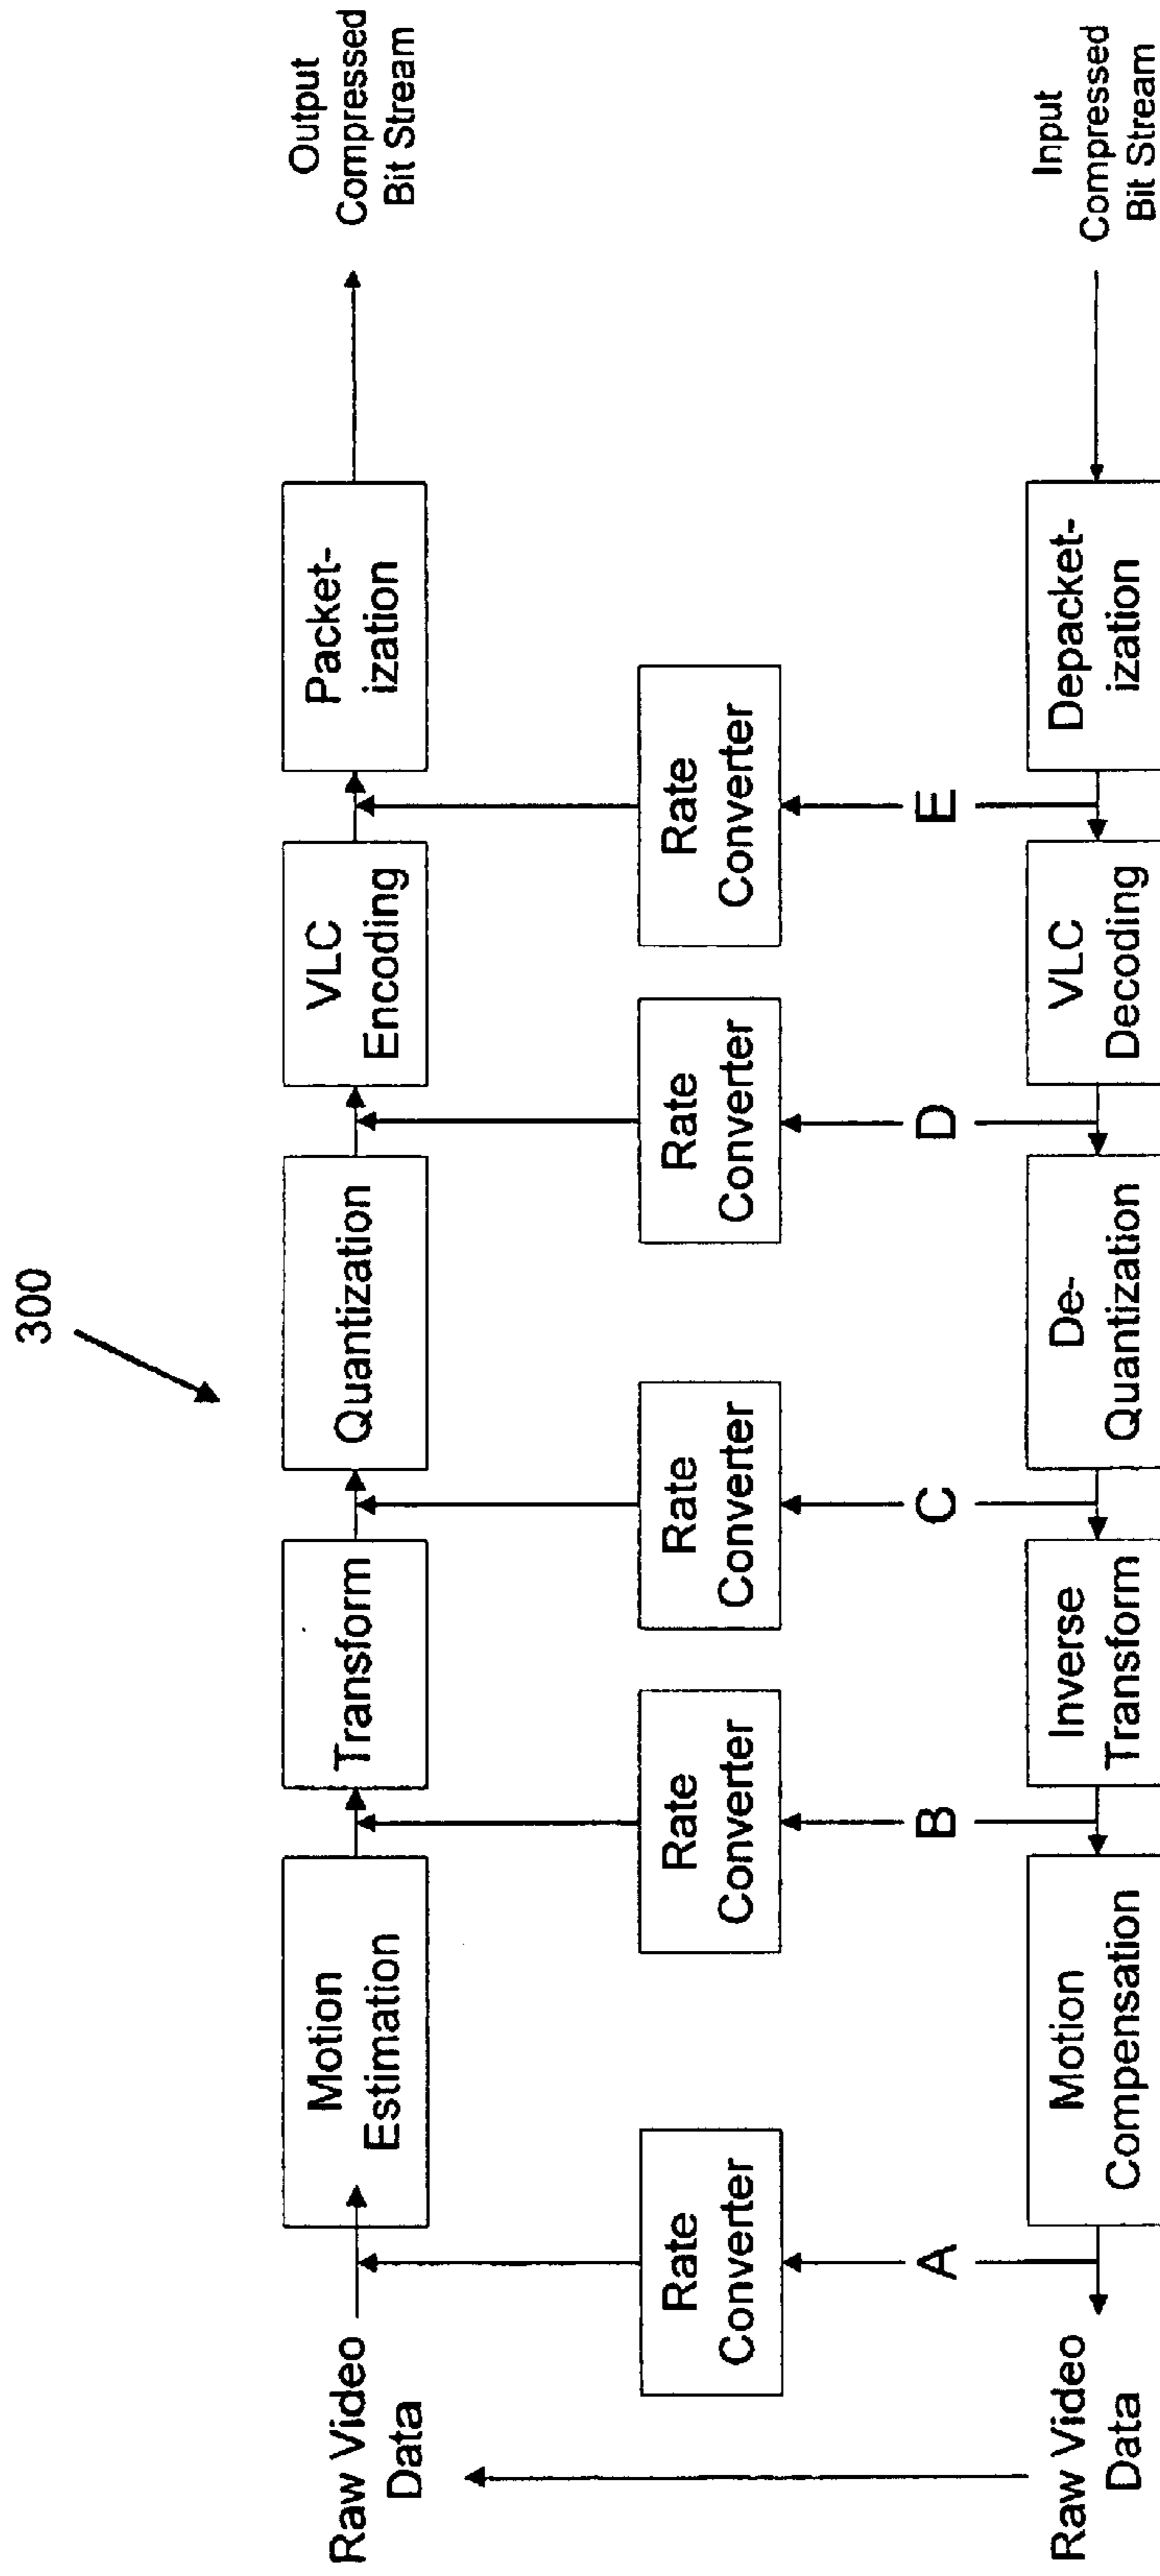 300
Raw Video
Data
Motion
Estimation
Transform
Quantization
VLC
Encoding
Packet-
ization
Output
Compressed
Bit Stream
Rate
Converter
Rate
Converter
Rate
Converter
Rate
Converter
Rate
Converter
A
B
C
D
E
Raw Video
Data
Motion
Compensation
Inverse
Transform
De-
Quantization
VLC
Decoding
Depacket-
ization
Input
Compressed
Bit Stream